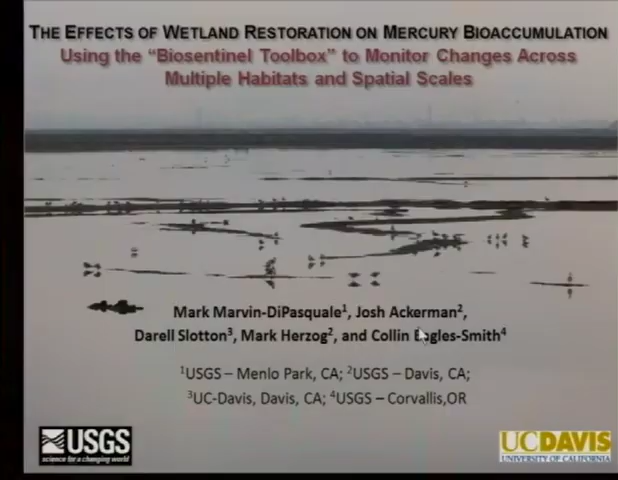 THE EFFECTS OF WETLAND RESTORATION ON MERCURY BIOACCUMULATION
Using the “Biosentinel Toolbox” to Monitor Changes Across
Multiple Habitats and Spatial Scales
Mark Marvin-DiPasquale¹, Josh Ackerman²,
Darell Slotton³, Mark Herzog², and Collin Eagles-Smith⁴
¹USGS – Menlo Park, CA; ²USGS – Davis, CA;
³UC-Davis, Davis, CA; ⁴USGS – Corvallis,OR
USGS
science for a changing world
UCDAVIS
UNIVERSITY OF CALIFORNIA